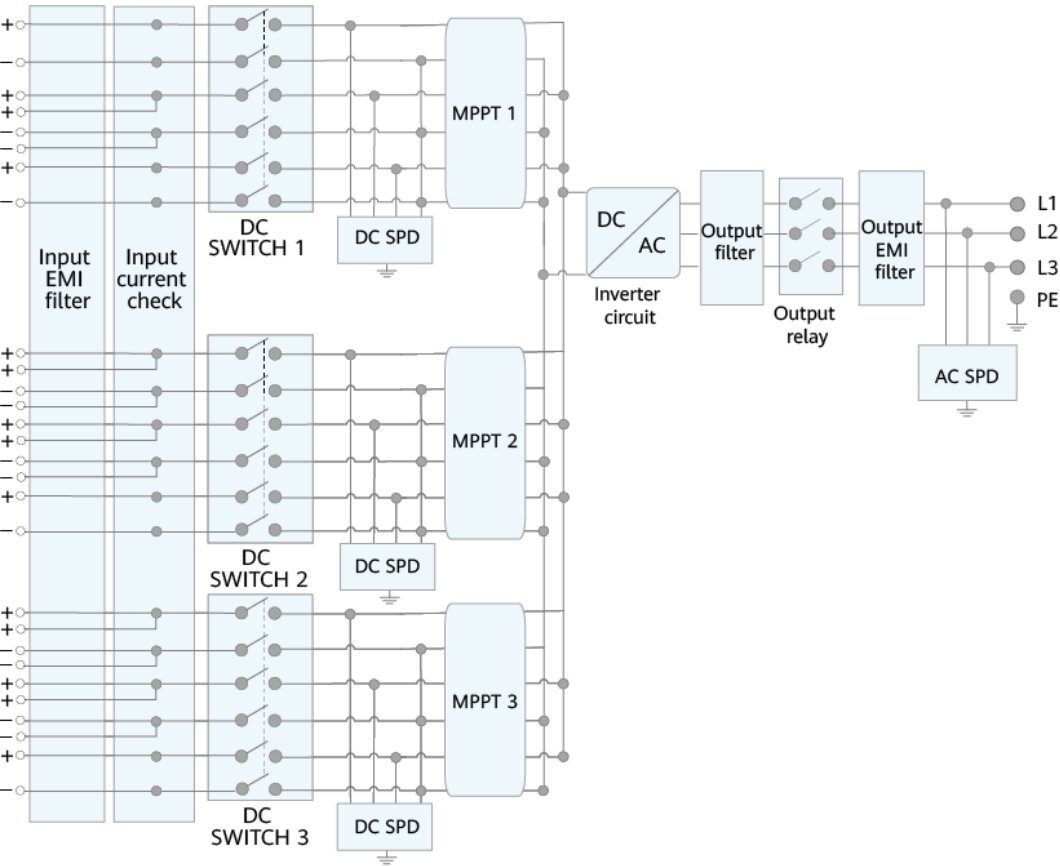 +
−
+
+
−
−
+
−
DC
SWITCH 1
DC SPD
MPPT 1
Input
EMI
filter
Input
current
check
DC
AC
Inverter
circuit
Output
filter
Output
relay
Output
EMI
filter
L1
L2
L3
PE
AC SPD
+
+
−
−
+
+
−
−
+
−
DC
SWITCH 2
DC SPD
MPPT 2
+
+
−
−
+
+
−
−
+
−
DC
SWITCH 3
DC SPD
MPPT 3